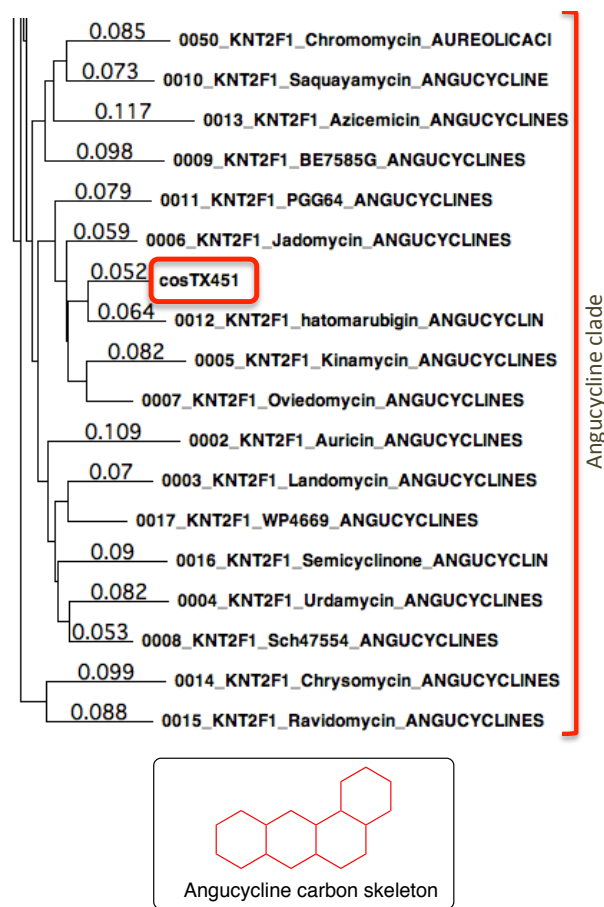 0.085
0050_KNT2F1_Chromomycin_AUREOLICACI
0.073
0010_KNT2F1_Saquayamycin_ANGUCYCLINE
0.117
0013_KNT2F1_Azicemicin_ANGUCYCLINES
0.098
0009_KNT2F1_BE7585G_ANGUCYCLINES
0.079
0011_KNT2F1_PGG64_ANGUCYCLINES
0.059
0006_KNT2F1_Jadomycin_ANGUCYCLINES
0.052
cosTX451
0.064
0012_KNT2F1_hatomarubigin_ANGUCYCLIN
0.082
0005_KNT2F1_Kinamycin_ANGUCYCLINES
0007_KNT2F1_Oviedomycin_ANGUCYCLINES
0.109
0002_KNT2F1_Auricin_ANGUCYCLINES
0.07
0003_KNT2F1_Landomycin_ANGUCYCLINES
0017_KNT2F1_WP4669_ANGUCYCLINES
0.09
0016_KNT2F1_Semicyclinone_ANGUCYCLIN
0.082
0004_KNT2F1_Urdamycin_ANGUCYCLINES
0.053
0008_KNT2F1_Sch47554_ANGUCYCLINES
0.099
0014_KNT2F1_Chrysomycin_ANGUCYCLINES
0.088
0015_KNT2F1_Ravidomycin_ANGUCYCLINES
Angucycline clade
Angucycline carbon skeleton